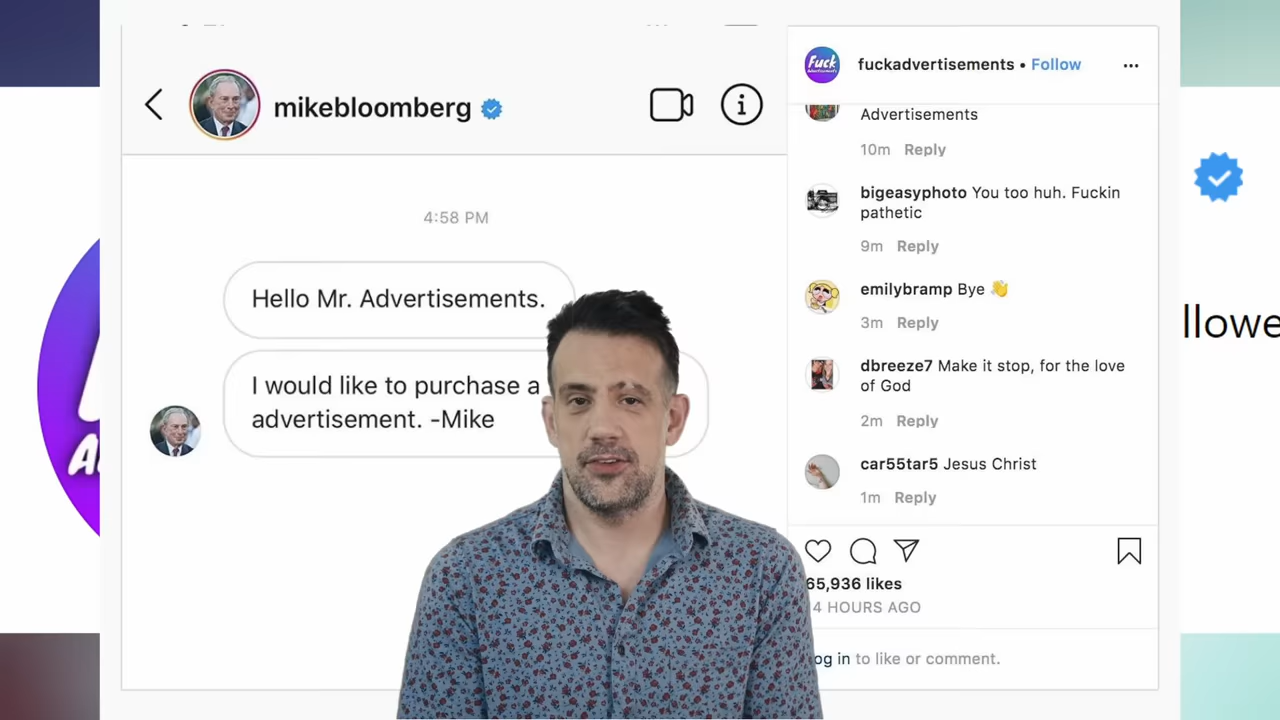 mikebloomberg
4:58 PM
Hello Mr. Advertisements.
I would like to purchase a
advertisement. -Mike
Fuck
Advertisements
fuckadvertisements • Follow
Advertisements
10m Reply
bigeasyphoto You too huh. Fuckin
pathetic
9m Reply
emilybramp Bye 👋
3m Reply
dbreeze7 Make it stop, for the love
of God
2m Reply
car55tar5 Jesus Christ
1m Reply
65,936 likes
4 HOURS AGO
og in to like or comment.
llowe